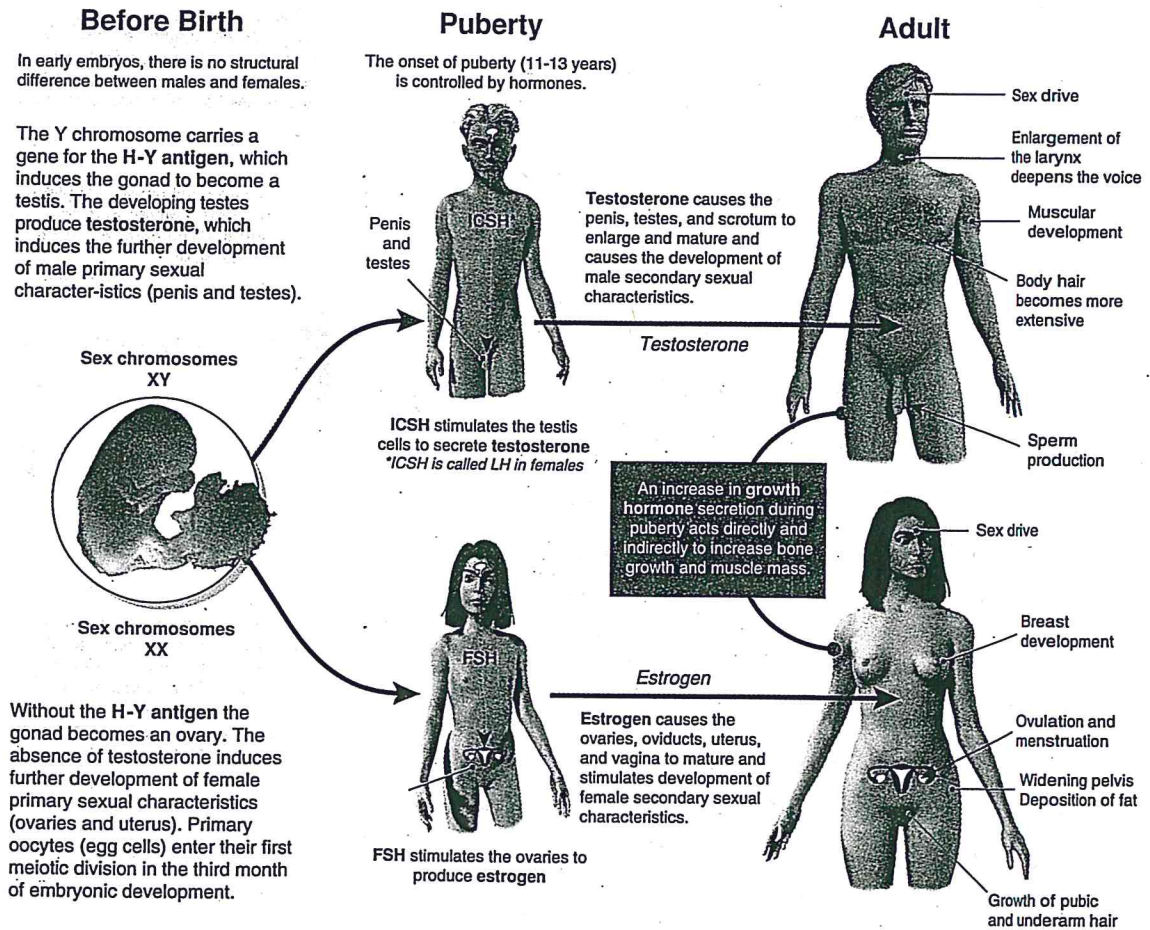 Before Birth
In early embryos, there is no structural
difference between males and females.
The Y chromosome carries a
gene for the H-Y antigen, which
induces the gonad to become a
testis. The developing testes
produce testosterone, which
induces the further development
of male primary sexual
character-istics (penis and testes).
Sex chromosomes
XY
Sex chromosomes
XX
Without the H-Y antigen the
gonad becomes an ovary. The
absence of testosterone induces
further development of female
primary sexual characteristics
(ovaries and uterus). Primary
oocytes (egg cells) enter their first
meiotic division in the third month
of embryonic development.
Puberty
The onset of puberty (11-13 years)
is controlled by hormones.
ICSH
Penis
and
testes
Testosterone causes the
penis, testes, and scrotum to
enlarge and mature and
causes the development of
male secondary sexual
characteristics.
Testosterone
ICSH stimulates the testis
cells to secrete testosterone
*ICSH is called LH in females
An increase in growth
hormone secretion during
puberty acts directly and
indirectly to increase bone
growth and muscle mass.
FSH
Estrogen
Estrogen causes the
ovaries, oviducts, uterus,
and vagina to mature and
stimulates development of
female secondary sexual
characteristics.
FSH stimulates the ovaries to
produce estrogen
Adult
Sex drive
Enlargement of
the larynx
deepens the voice
Muscular
development
Body hair
becomes more
extensive
Sperm
production
Sex drive
Breast
development
Ovulation and
menstruation
Widening pelvis
Deposition of fat
Growth of pubic
and underarm hair